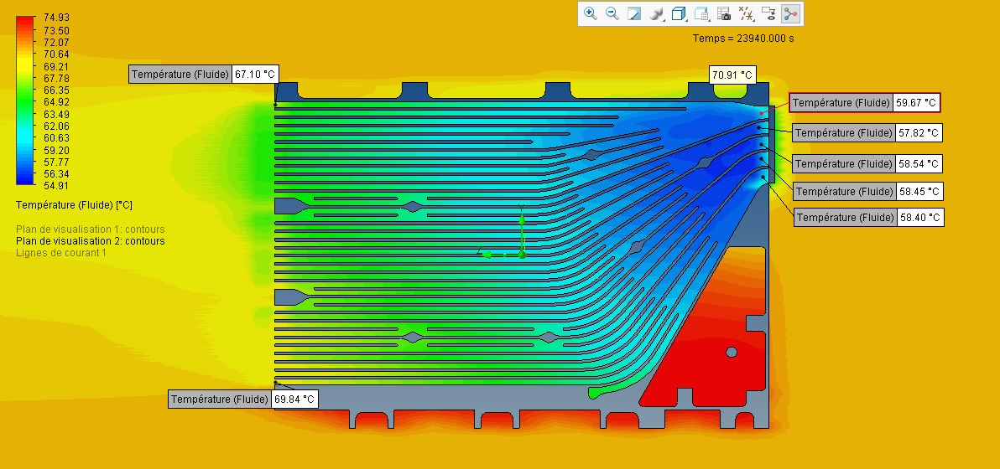 74.93
73.50
72.07
70.64
69.21
67.78
66.35
64.92
63.49
62.06
60.63
59.20
57.77
56.34
54.91
Température (Fluide) [°C]
Plan de visualisation 1: contours
Plan de visualisation 2: contours
Lignes de courant 1
Temps = 23940.000 s
Température (Fluide) 67.10 °C
70.91 °C
Température (Fluide) 59.67 °C
Température (Fluide) 57.82 °C
Température (Fluide) 58.54 °C
Température (Fluide) 58.45 °C
Température (Fluide) 58.40 °C
Température (Fluide) 69.84 °C